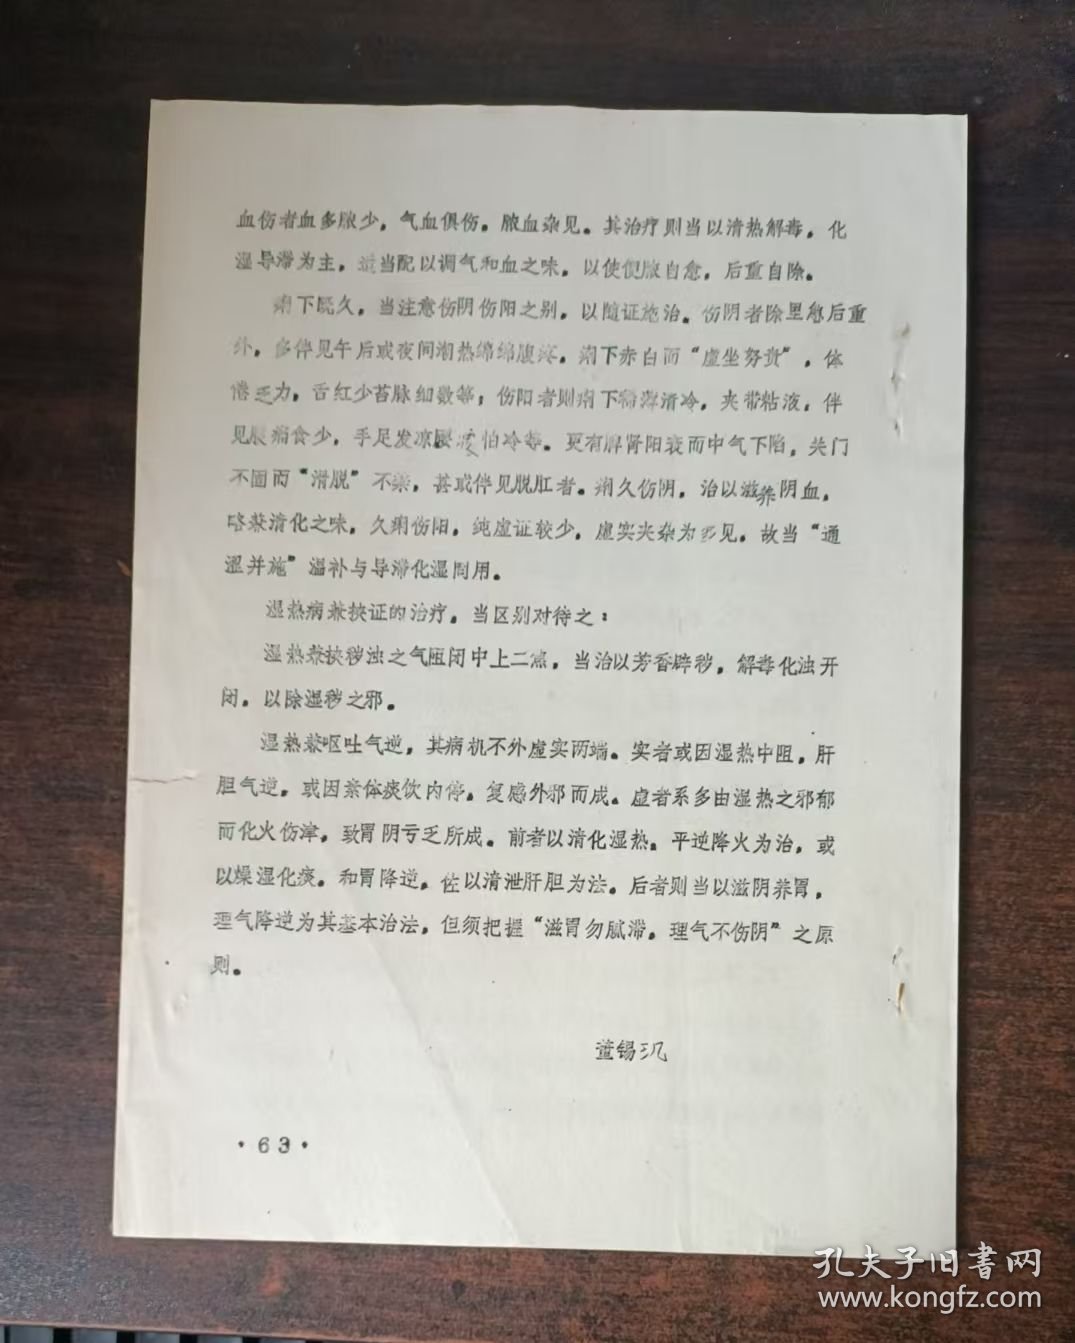 血伤者血多脓少，气血俱伤。脓血杂见。其治疗则当以清热解毒，化
湿导滞为主，适当配以调气和血之味，以使便脓自愈，后重自除。
痢下既久，当注意伤阴伤阳之别，以随证施治。伤阴者除里急后重
外，多伴见午后或夜间潮热绵绵腹疼，痢下赤白而“虚坐努责”，体
倦乏力，舌红少苔脉细数等；伤阳者则痢下稀薄清冷，夹带粘液，伴
见腹痛食少，手足发凉腰疼怕冷等。更有脾肾阳衰而中气下陷，关门
不固而“滑脱”不禁，甚或伴见脱肛者。痢久伤阴，治以滋养阴血，
略兼清化之味，久痢伤阳，纯虚证较少，虚实夹杂为多见。故当“通
涩并施”温补与导滞化湿同用。
湿热病兼挟证的治疗，当区别对待之：
湿热兼挟秽浊之气阻闭中上二焦，当治以芳香辟秽，解毒化浊开
闭，以除湿秽之邪。
湿热兼呕吐气逆，其病机不外虚实两端。实者或因湿热中阻，肝
胆气逆，或因素体痰饮内停，复感外邪而成。虚者系多由湿热之邪郁
而化火伤津，致胃阴亏乏所成。前者以清化湿热，平逆降火为治，或
以燥湿化痰。和胃降逆，佐以清泄肝胆为法。后者则当以滋阴养胃，
理气降逆为其基本治法，但须把握“滋胃勿腻滞，理气不伤阴”之原
则。
董锡玑
·63·
孔夫子旧書网
www.kongfz.com